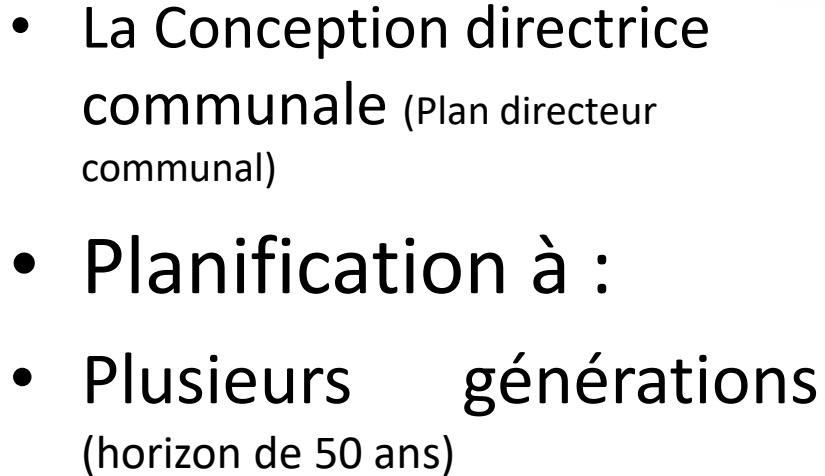 • La Conception directrice
communale (Plan directeur
communal)
• Planification à :
• Plusieurs générations
(horizon de 50 ans)